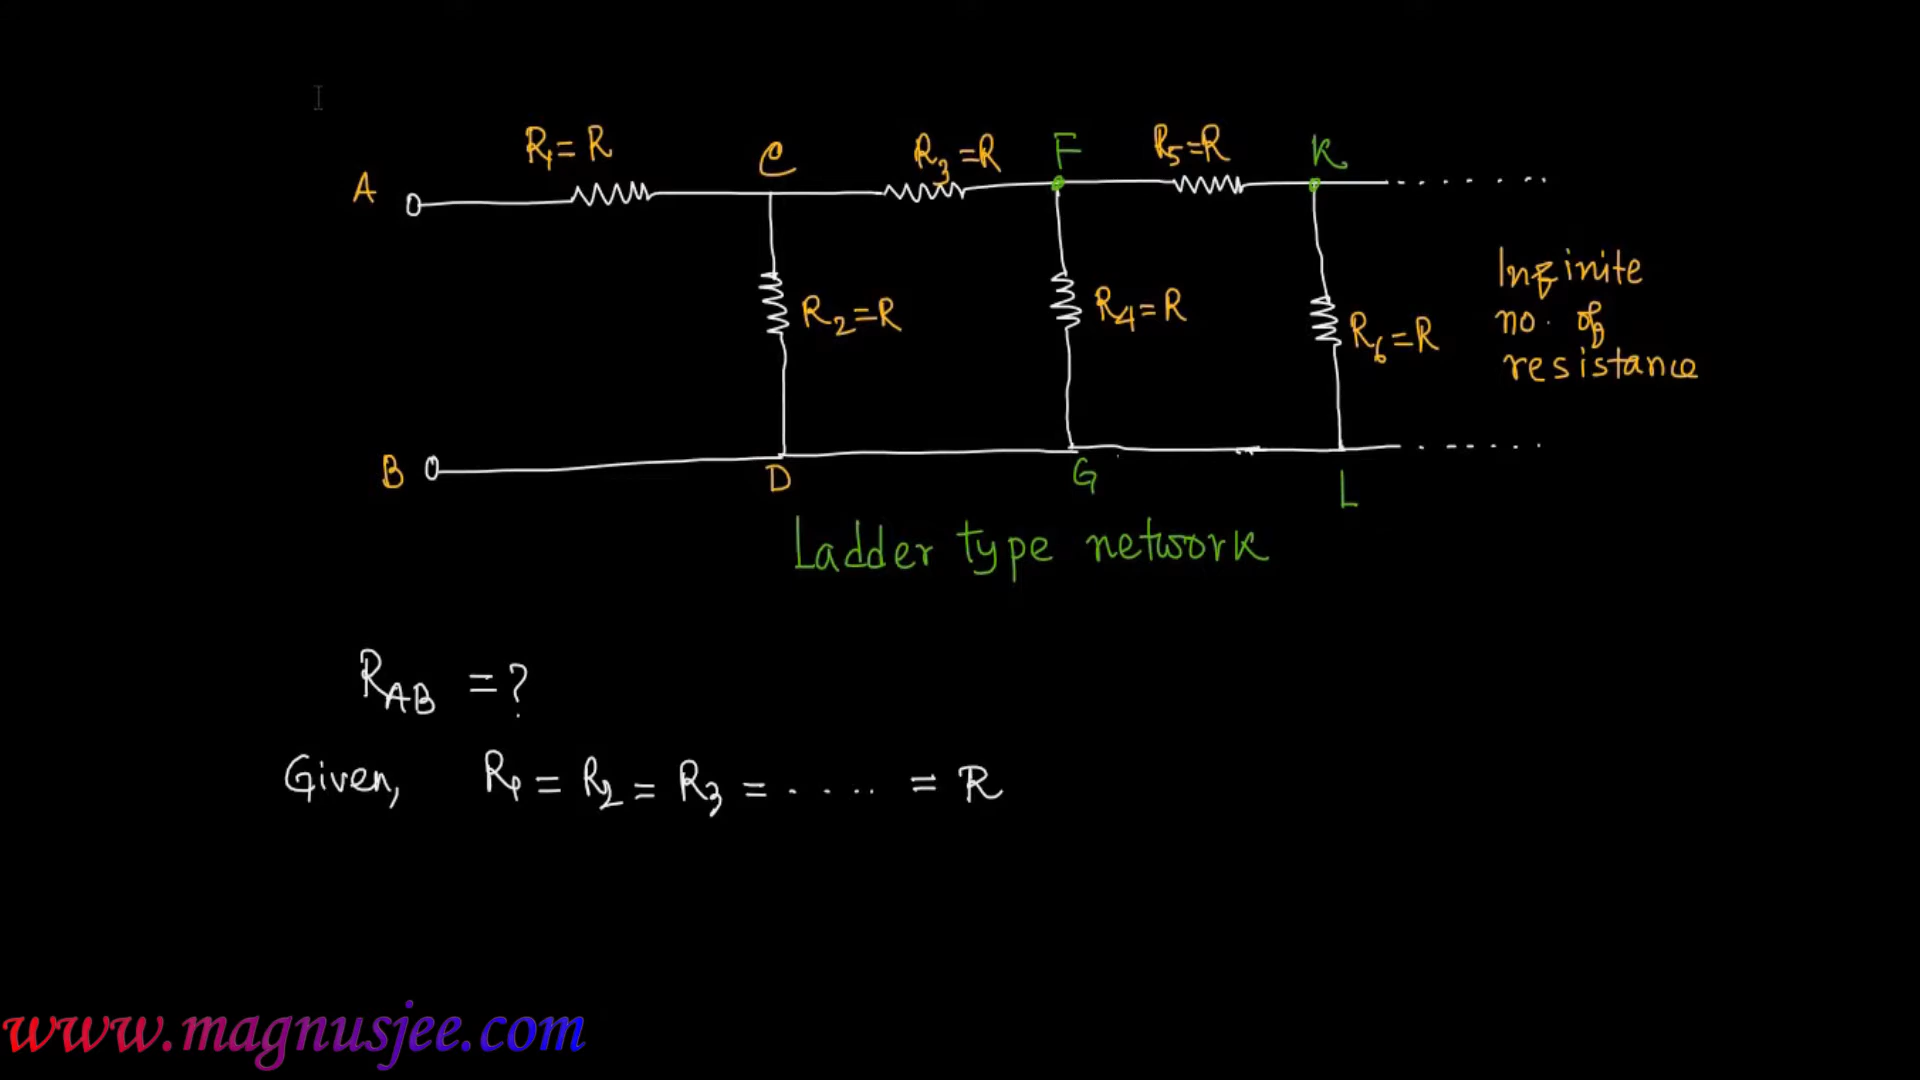 R₁ = R
C
R₃ = R
F
R₅ = R
K
A
R₂ = R
R₄ = R
R₆ = R
Infinite
no. of
resistance
B
D
G
L
Ladder type network
R_AB = ?
Given, R₁ = R₂ = R₃ = ..... = R
www.magnusjee.com